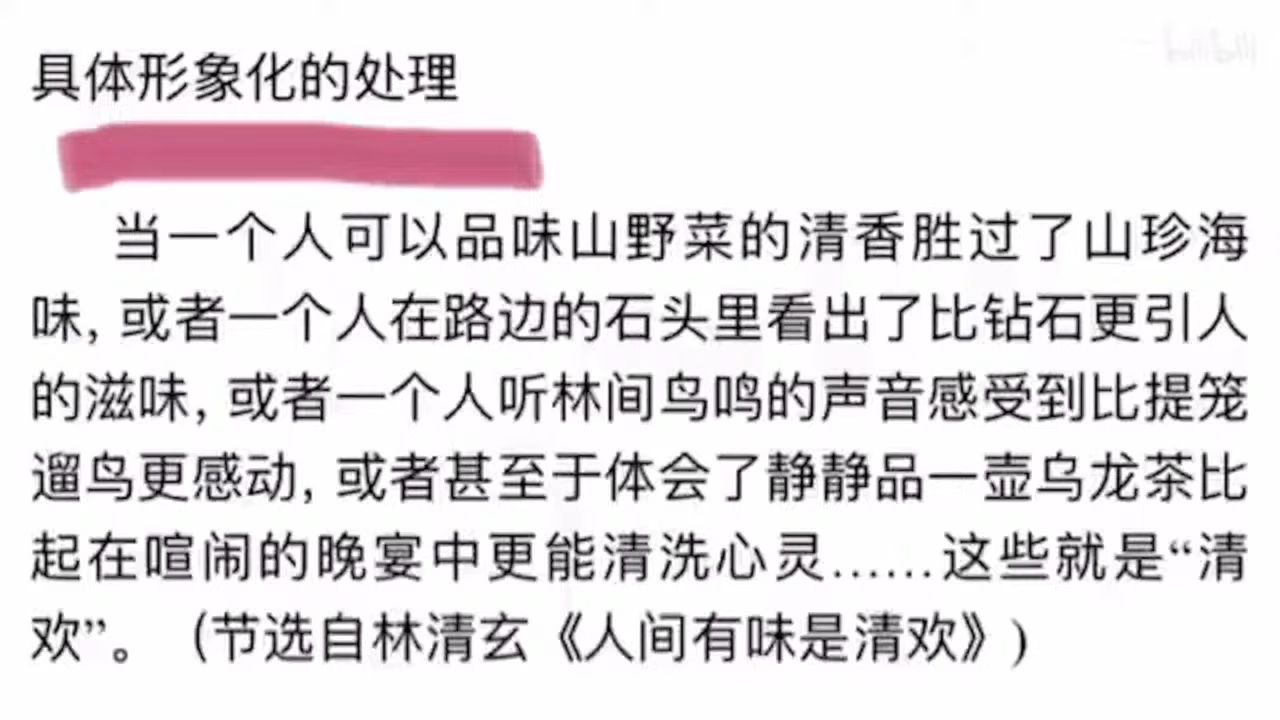 bilibili
具体形象化的处理
当一个人可以品味山野菜的清香胜过了山珍海
味，或者一个人在路边的石头里看出了比钻石更引人
的滋味，或者一个人听林间鸟鸣的声音感受到比提笼
遛鸟更感动，或者甚至于体会了静静品一壶乌龙茶比
起在喧闹的晚宴中更能清洗心灵……这些就是“清
欢”。（节选自林清玄《人间有味是清欢》）